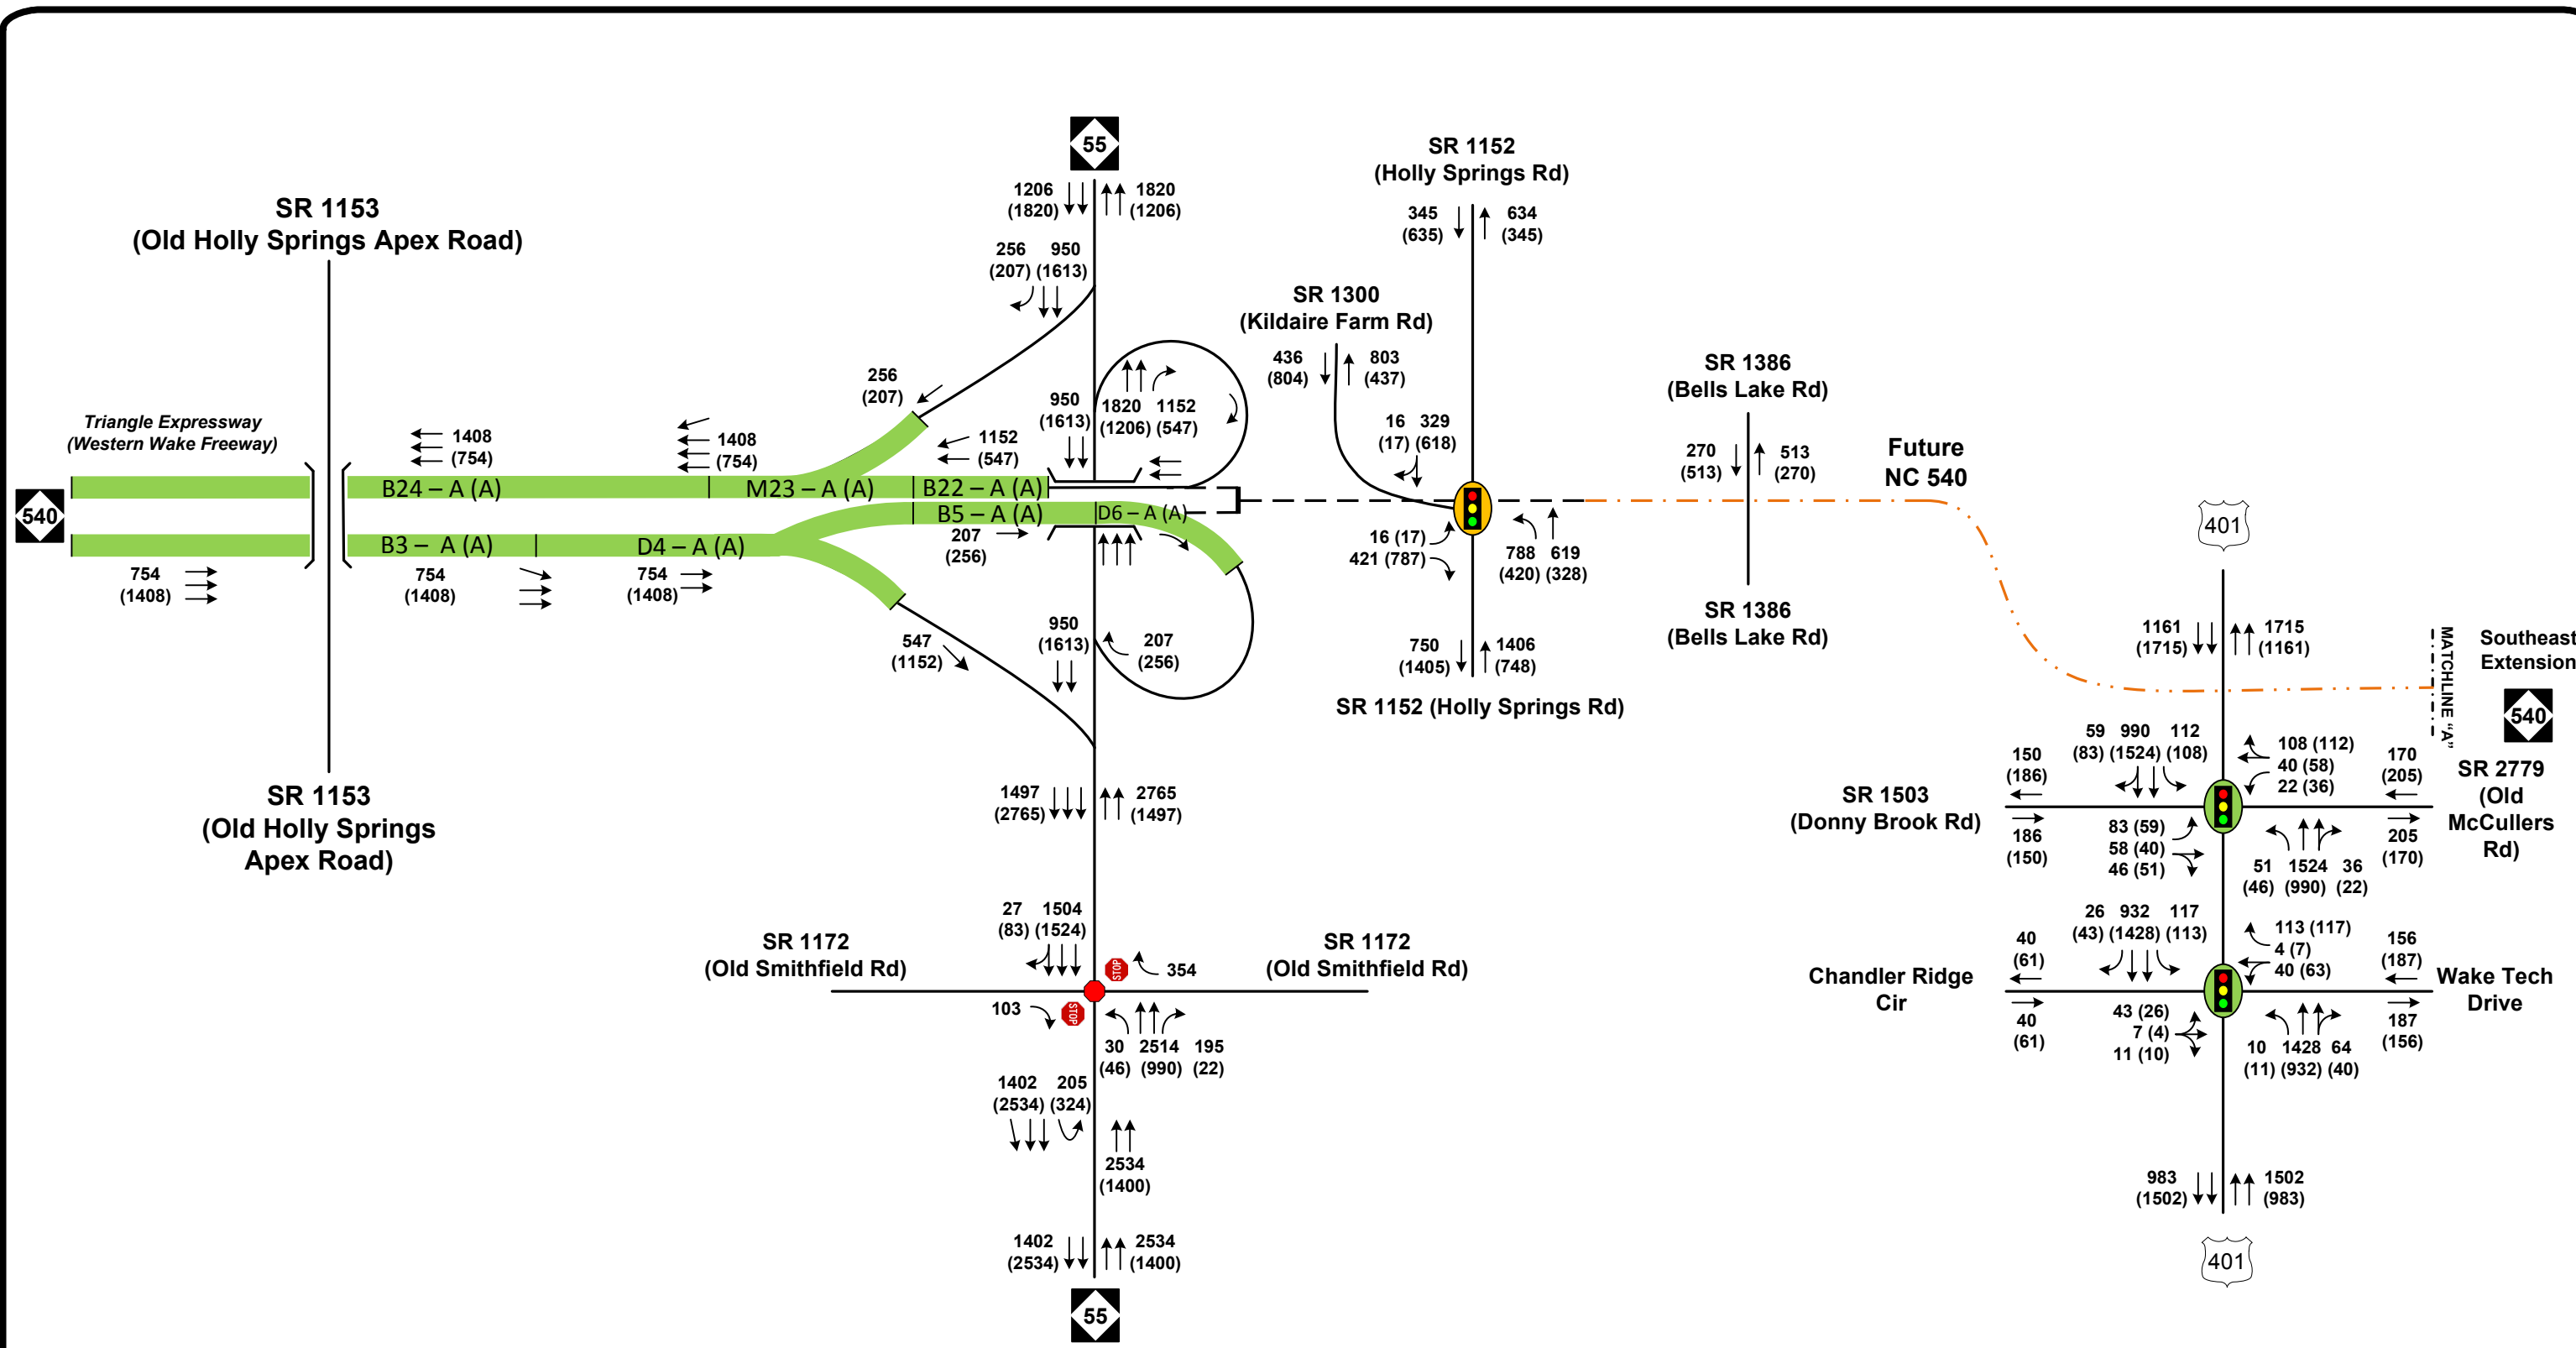 55
SR 1152
(Holly Springs Rd)
1206
(1820)
1820
(1206)
345
(635)
634
(345)
SR 1153
(Old Holly Springs Apex Road)
256 950
(207) (1613)
SR 1300
(Kildaire Farm Rd)
436
(804)
803
(437)
SR 1386
(Bells Lake Rd)
256
(207)
950
(1613)
1820 1152
(1206) (547)
16 329
(17) (618)
Triangle Expressway
(Western Wake Freeway)
1408
(754)
1408
(754)
1152
(547)
270
(513)
513
(270)
Future
NC 540
540
B24 – A (A)
M23 – A (A)
B22 – A (A)
B5 – A (A)
D6 – A (A)
B3 – A (A)
D4 – A (A)
207
(256)
16 (17)
421 (787)
788 619
(420) (328)
401
754
(1408)
754
(1408)
754
(1408)
SR 1386
(Bells Lake Rd)
547
(1152)
950
(1613)
207
(256)
750
(1405)
1406
(748)
1161
(1715)
1715
(1161)
MATCHLINE "A"
Southeast
Extension
540
SR 1152 (Holly Springs Rd)
SR 1153
(Old Holly Springs
Apex Road)
1497
(2765)
2765
(1497)
59 990 112
(83) (1524) (108)
108 (112)
40 (58)
22 (36)
150
(186)
170
(205)
SR 1503
(Donny Brook Rd)
SR 2779
(Old
McCullers
Rd)
186
(150)
83 (59)
58 (40)
46 (51)
51 1524 36
(46) (990) (22)
205
(170)
27 1504
(83) (1524)
SR 1172
(Old Smithfield Rd)
STOP
354
SR 1172
(Old Smithfield Rd)
103
STOP
30 2514 195
(46) (990) (22)
26 932 117
(43) (1428) (113)
113 (117)
4 (7)
40 (63)
40
(61)
156
(187)
Chandler Ridge
Cir
Wake Tech
Drive
40
(61)
43 (26)
7 (4)
11 (10)
10 1428 64
(11) (932) (40)
187
(156)
1402 205
(2534) (324)
2534
(1400)
1402
(2534)
2534
(1400)
983
(1502)
1502
(983)
401
55